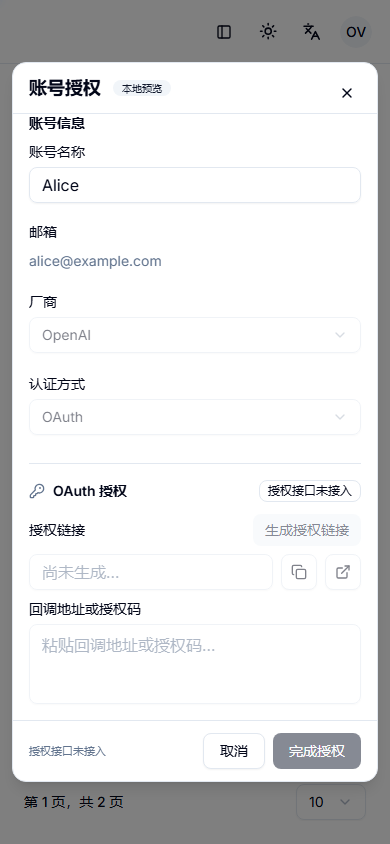 OV
账号授权 本地预览
账号信息
账号名称
Alice
邮箱
alice@example.com
厂商
OpenAI
认证方式
OAuth
OAuth 授权 授权接口未接入
授权链接 生成授权链接
尚未生成...
回调地址或授权码
粘贴回调地址或授权码...
授权接口未接入 取消 完成授权
第 1 页，共 2 页 10